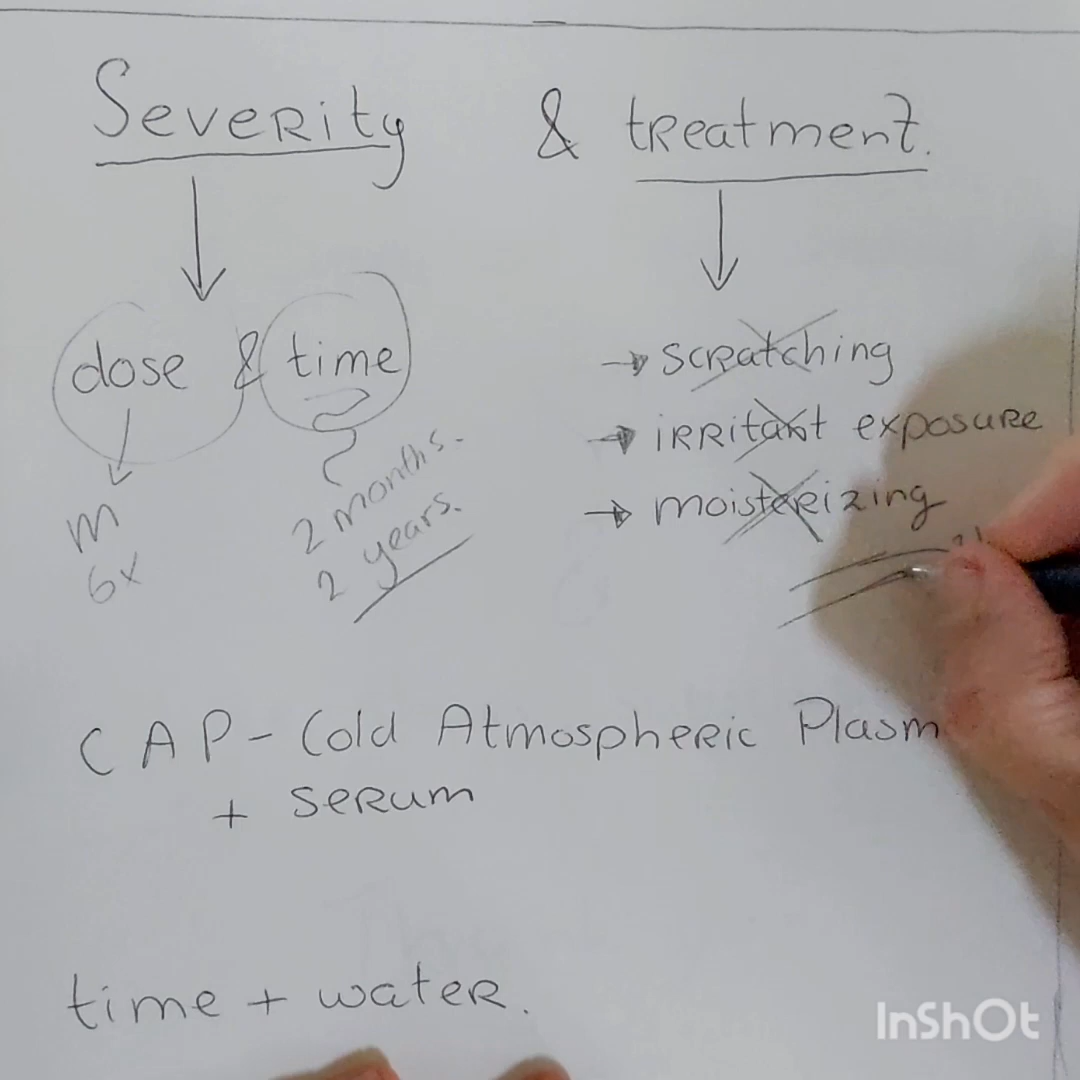 Severity & treatment.
dose & time
m
6x
2 months.
2 years.
→ scratching
→ irritant exposure
→ moisterizing
CAP - Cold Atmospheric Plasm
+ serum
time + water.
InShOt